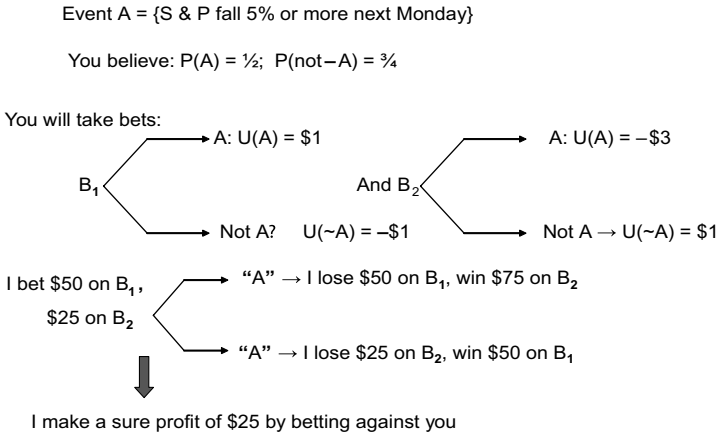 Event A = {S & P fall 5% or more next Monday}
You believe: P(A) = ½; P(not−A) = ¾
You will take bets:
A: U(A) = $1
A: U(A) = −$3
B1
And B2
Not A? U(~A) = −$1
Not A → U(~A) = $1
I bet $50 on B1,
$25 on B2
“A” → I lose $50 on B1, win $75 on B2
“A” → I lose $25 on B2, win $50 on B1
I make a sure profit of $25 by betting against you